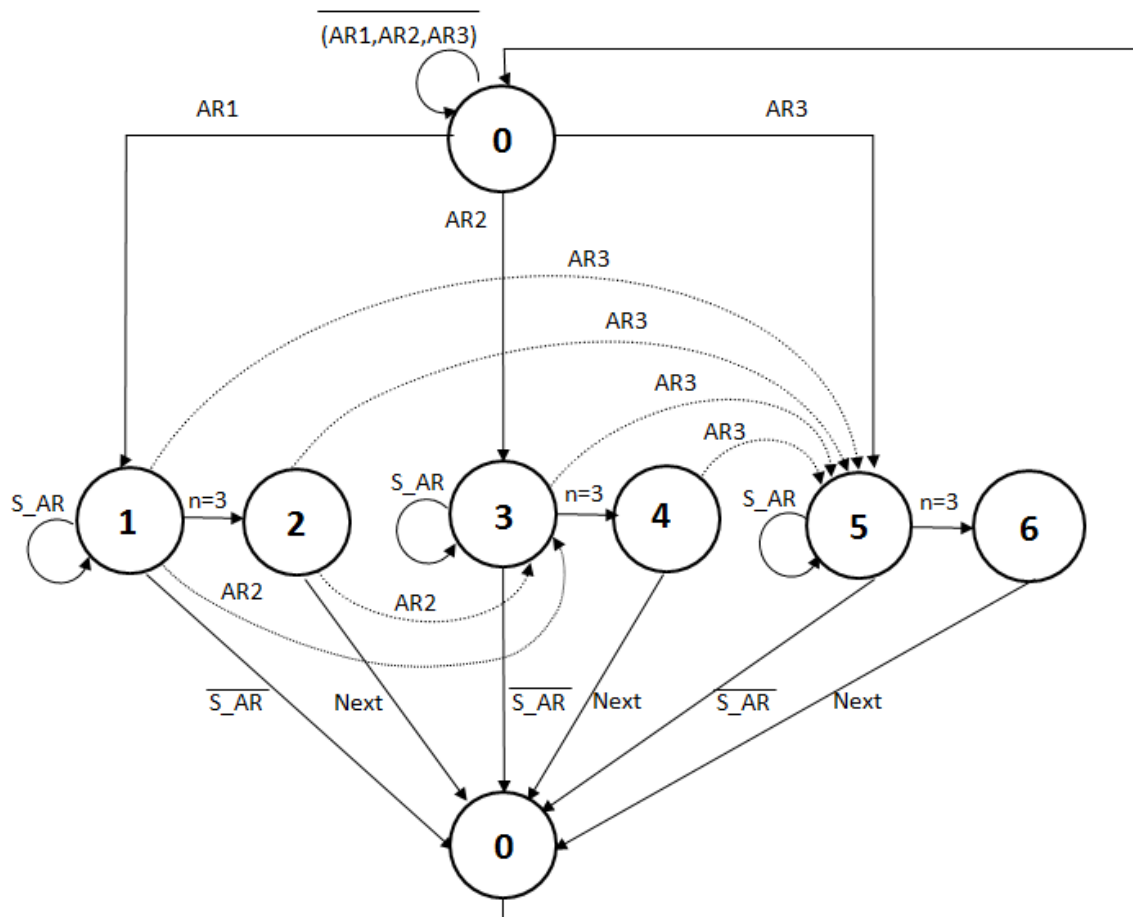 (AR1,AR2,AR3)
AR1
0
AR3
AR2
AR3
AR3
AR3
AR3
S_AR
1
n=3
2
S_AR
3
n=3
4
S_AR
5
n=3
6
AR2
AR2
S_AR
Next
S_AR
Next
S_AR
Next
0